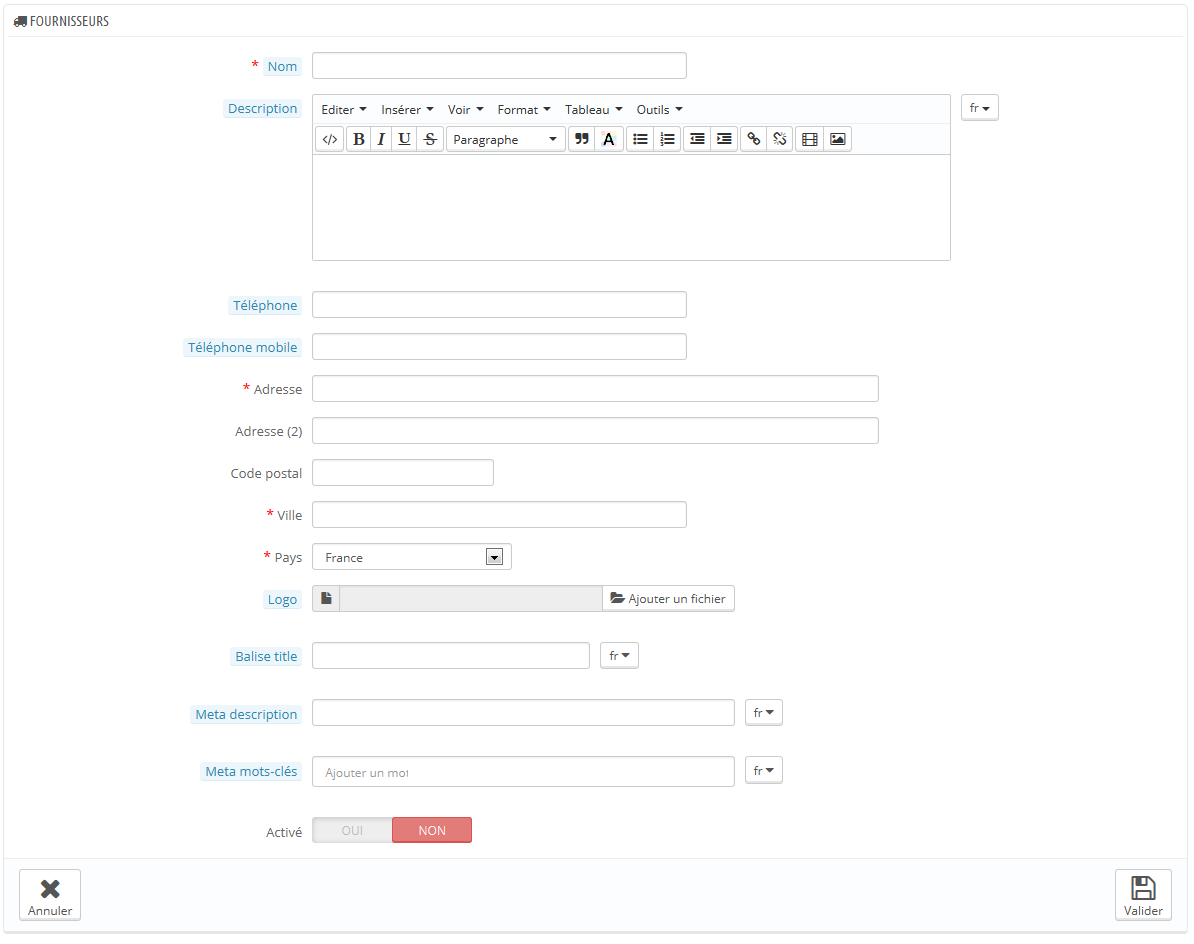 FOURNISSEURS
* Nom
Description
Editer Insérer Voir Format Tableau Outils
fr
</> B I U S Paragraphe A
Téléphone
Téléphone mobile
* Adresse
Adresse (2)
Code postal
* Ville
* Pays France
Logo Ajouter un fichier
Balise title fr
Meta description fr
Meta mots-clés Ajouter un mot fr
Activé OUI NON
Annuler Valider